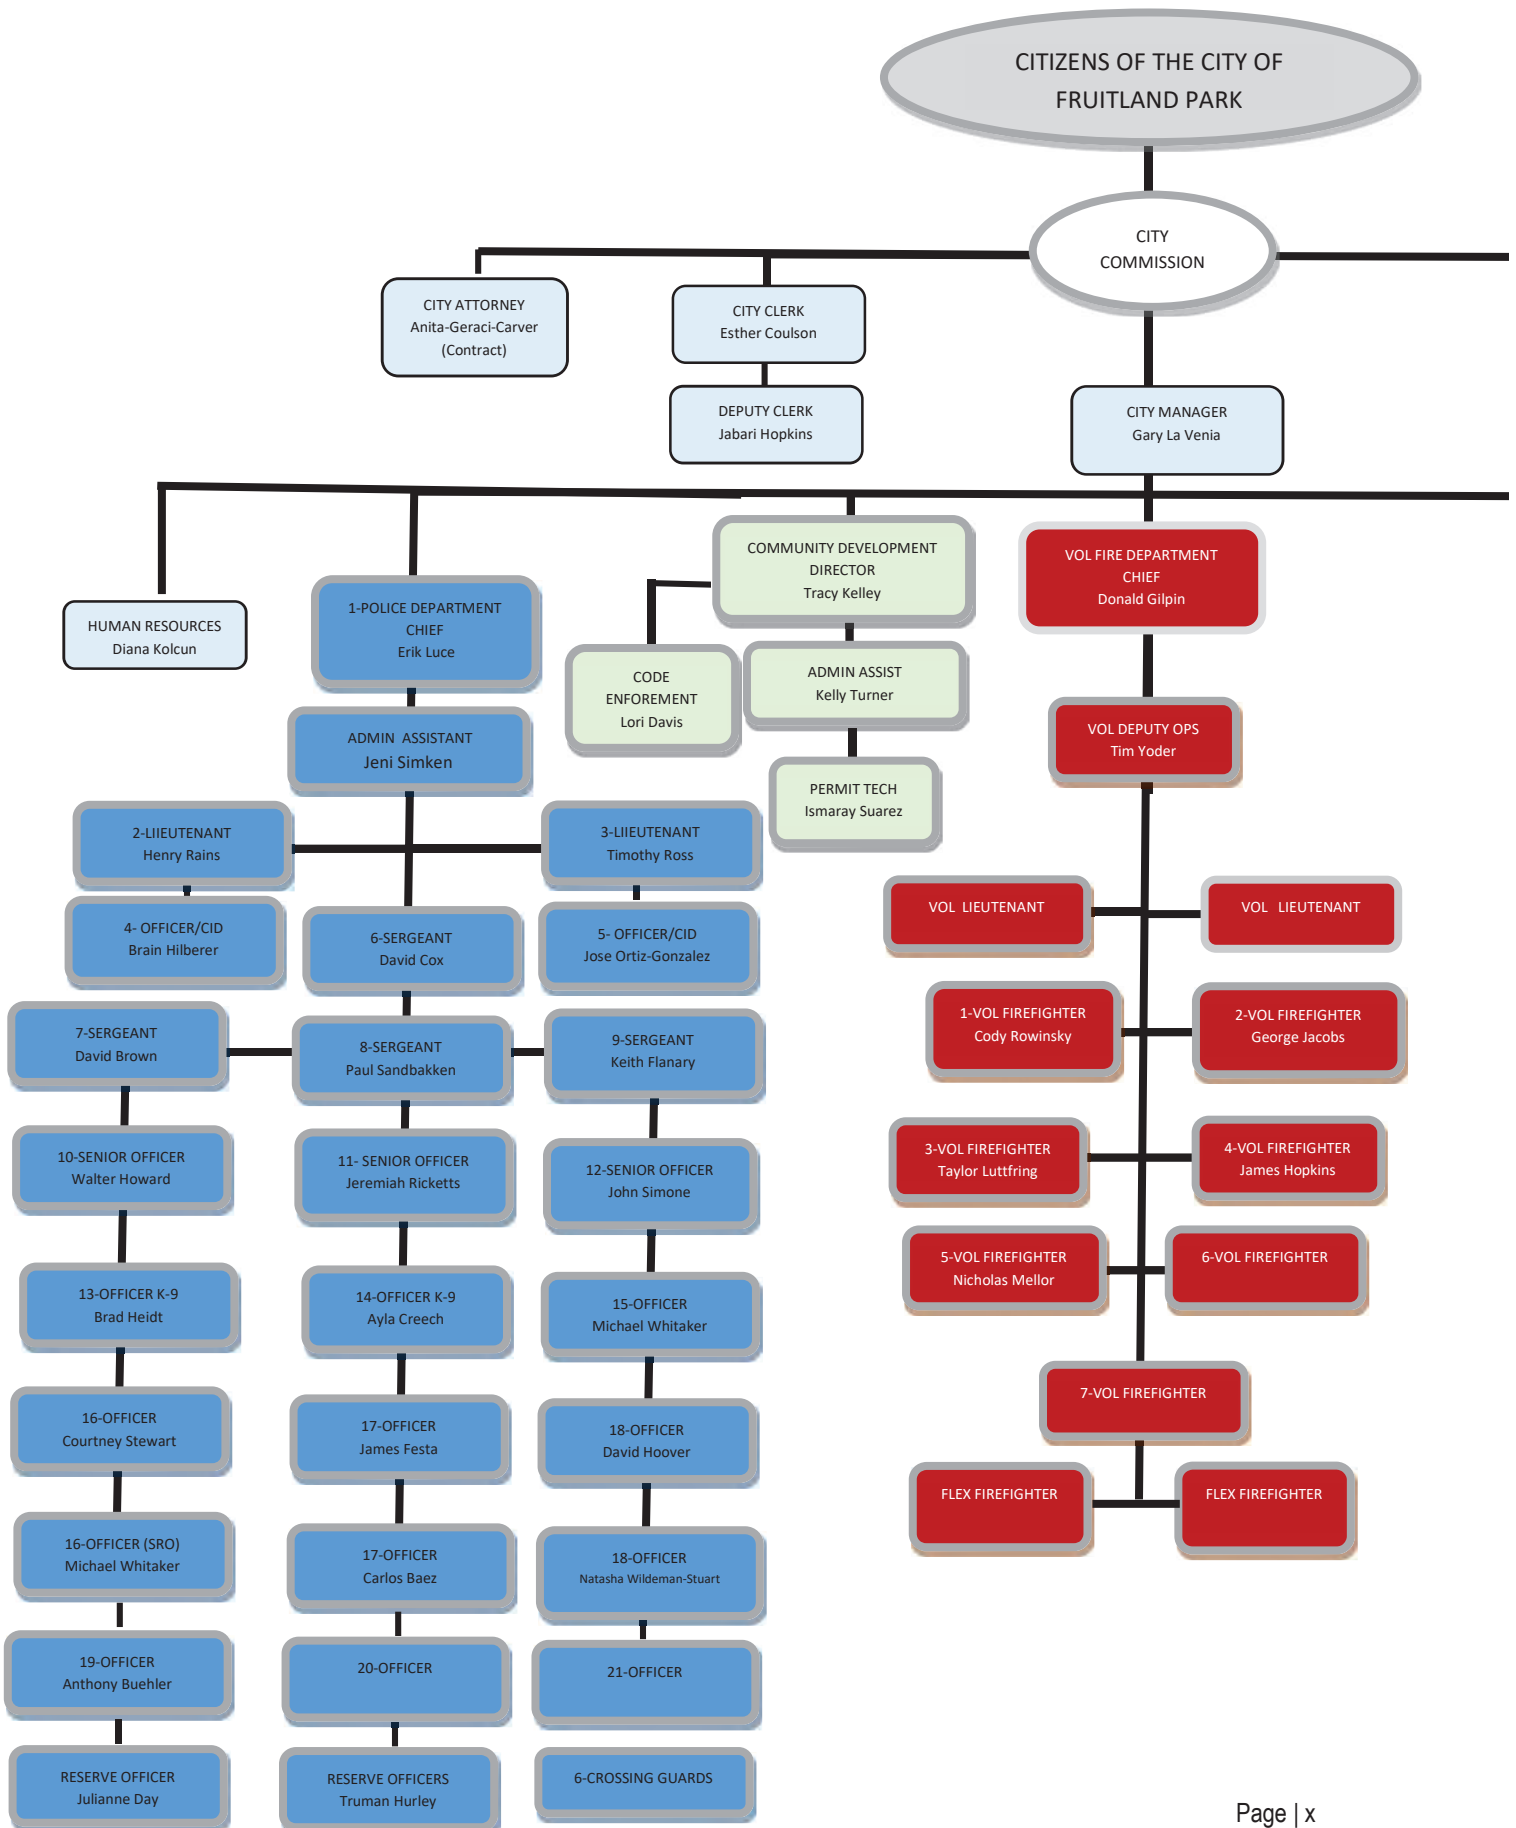 CITIZENS OF THE CITY OF
FRUITLAND PARK
CITY
COMMISSION
CITY ATTORNEY
Anita-Geraci-Carver
(Contract)
CITY CLERK
Esther Coulson
DEPUTY CLERK
Jabari Hopkins
CITY MANAGER
Gary La Venia
HUMAN RESOURCES
Diana Kolcun
1-POLICE DEPARTMENT
CHIEF
Erik Luce
COMMUNITY DEVELOPMENT
DIRECTOR
Tracy Kelley
VOL FIRE DEPARTMENT
CHIEF
Donald Gilpin
CODE
ENFOREMENT
Lori Davis
ADMIN ASSIST
Kelly Turner
PERMIT TECH
Ismaray Suarez
ADMIN ASSISTANT
Jeni Simken
2-LIIEUTENANT
Henry Rains
3-LIIEUTENANT
Timothy Ross
4- OFFICER/CID
Brain Hilberer
6-SERGEANT
David Cox
5- OFFICER/CID
Jose Ortiz-Gonzalez
7-SERGEANT
David Brown
8-SERGEANT
Paul Sandbakken
9-SERGEANT
Keith Flanary
10-SENIOR OFFICER
Walter Howard
11- SENIOR OFFICER
Jeremiah Ricketts
12-SENIOR OFFICER
John Simone
13-OFFICER K-9
Brad Heidt
14-OFFICER K-9
Ayla Creech
15-OFFICER
Michael Whitaker
16-OFFICER
Courtney Stewart
17-OFFICER
James Festa
18-OFFICER
David Hoover
16-OFFICER (SRO)
Michael Whitaker
17-OFFICER
Carlos Baez
18-OFFICER
Natasha Wildeman-Stuart
19-OFFICER
Anthony Buehler
20-OFFICER
21-OFFICER
RESERVE OFFICER
Julianne Day
RESERVE OFFICERS
Truman Hurley
6-CROSSING GUARDS
VOL DEPUTY OPS
Tim Yoder
VOL LIEUTENANT
VOL LIEUTENANT
1-VOL FIREFIGHTER
Cody Rowinsky
2-VOL FIREFIGHTER
George Jacobs
3-VOL FIREFIGHTER
Taylor Luttfring
4-VOL FIREFIGHTER
James Hopkins
5-VOL FIREFIGHTER
Nicholas Mellor
6-VOL FIREFIGHTER
7-VOL FIREFIGHTER
FLEX FIREFIGHTER
FLEX FIREFIGHTER
Page | x